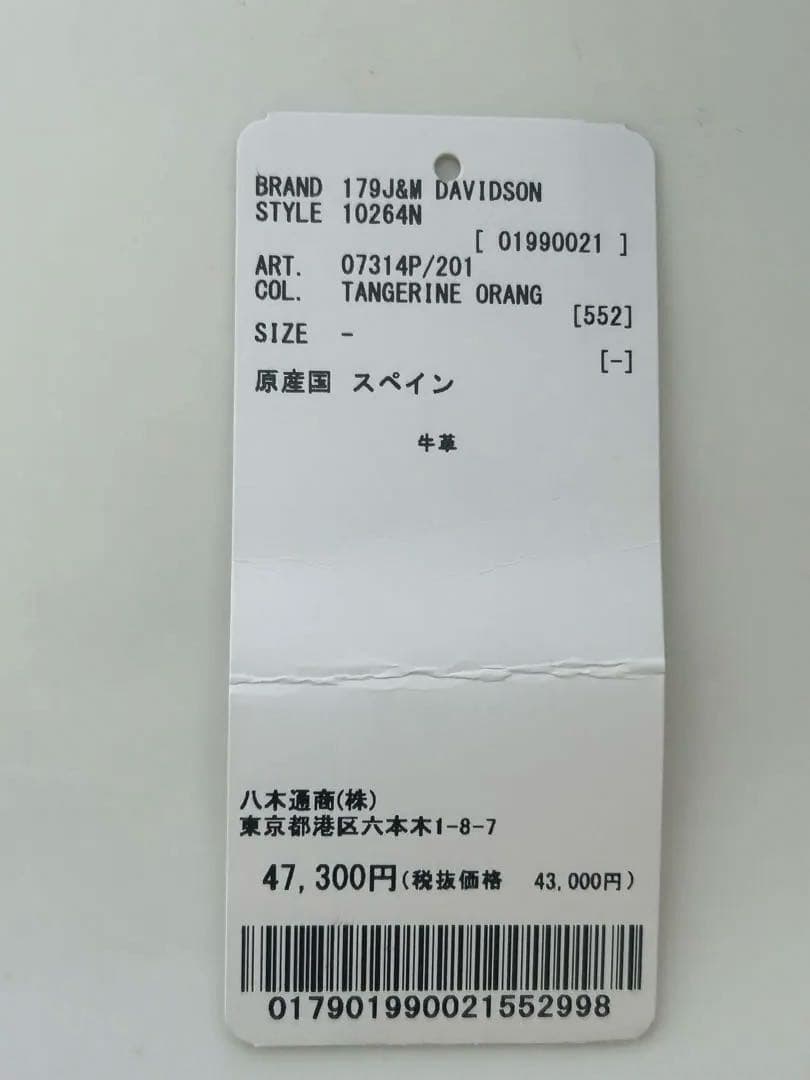 BRAND 179J&M DAVIDSON
STYLE 10264N
[ 01990021 ]
ART. 07314P/201
COL. TANGERINE ORANG
[552]
SIZE -
[-]
原産国 スペイン
牛革
八木通商(株)
東京都港区六本木1-8-7
47,300円(税抜価格 43,000円)
017901990021552998